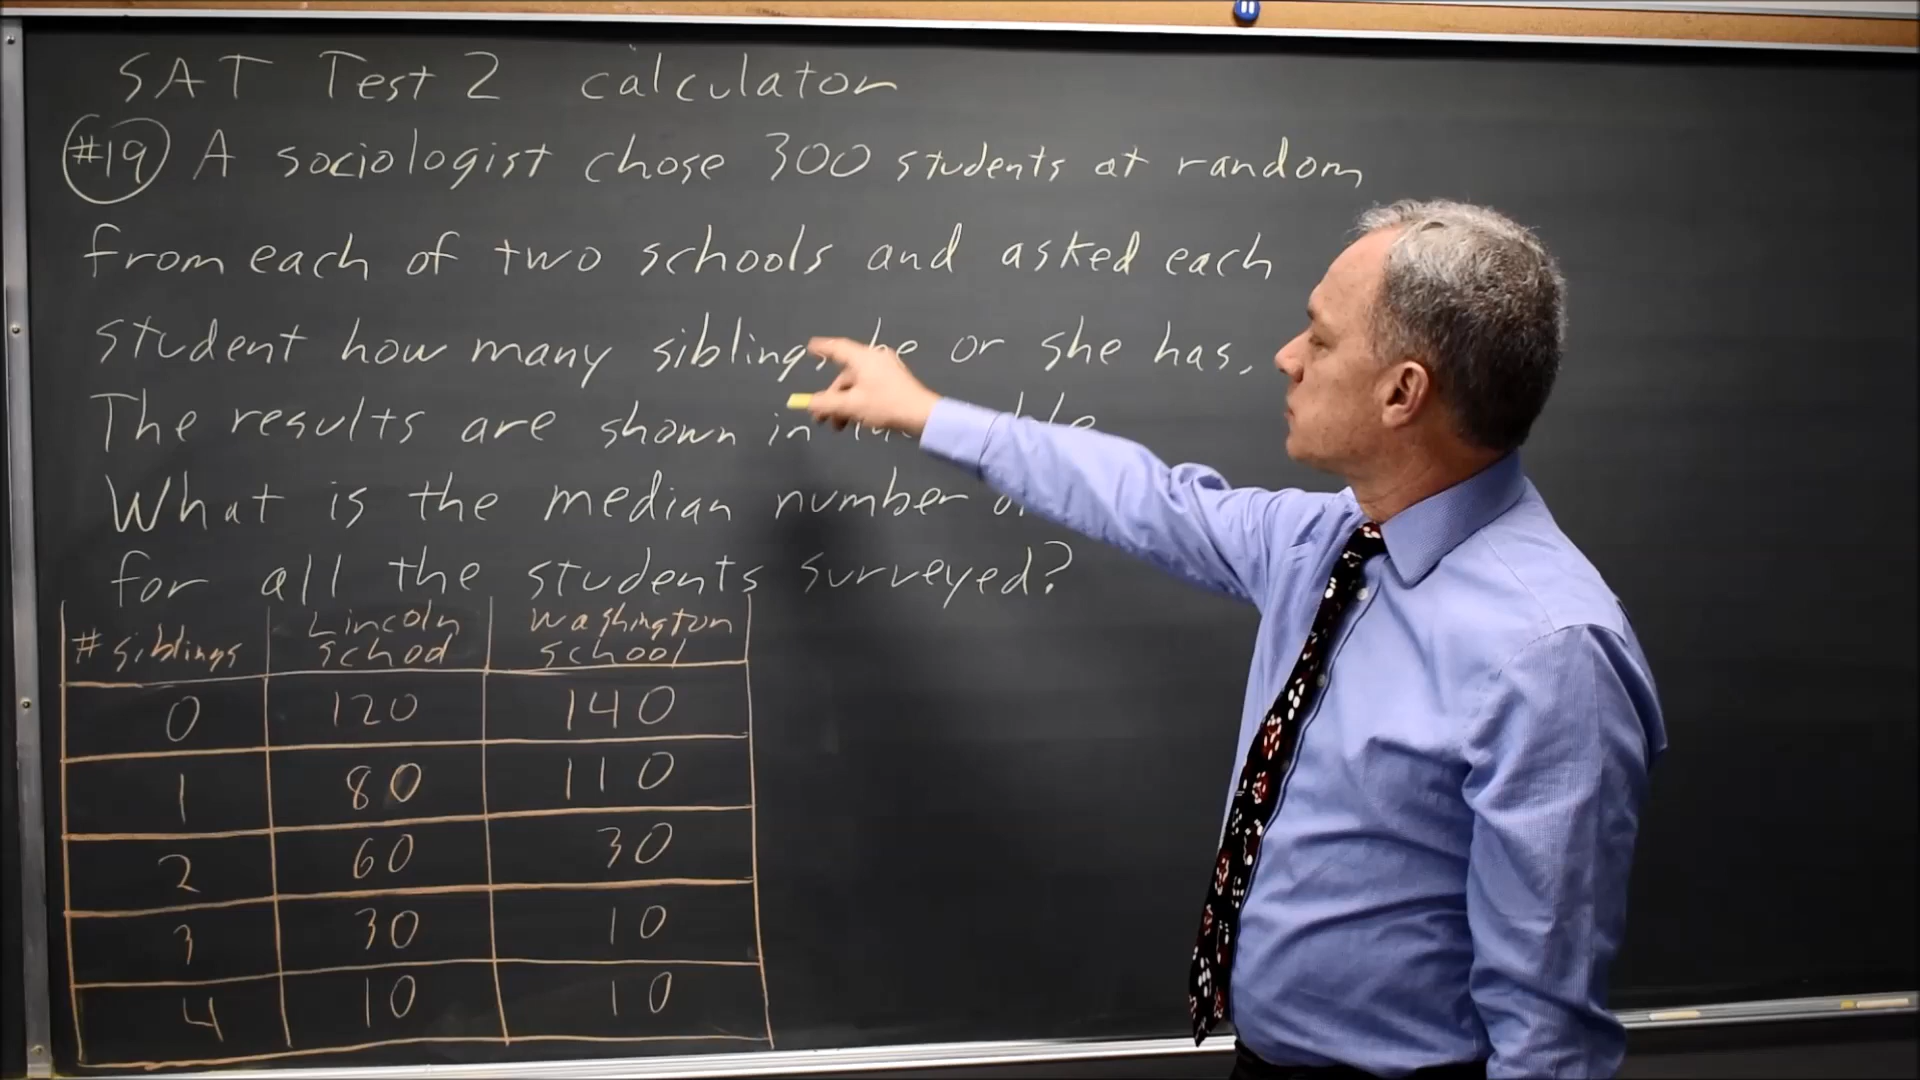 SAT Test 2 calculator
#19 A sociologist chose 300 students at random
from each of two schools and asked each
student how many siblings he or she has.
The results are shown in
What is the median number
for all the students surveyed?
# siblings Lincoln School Washington School
0 120 140
1 80 110
2 60 30
3 30 10
4 10 10